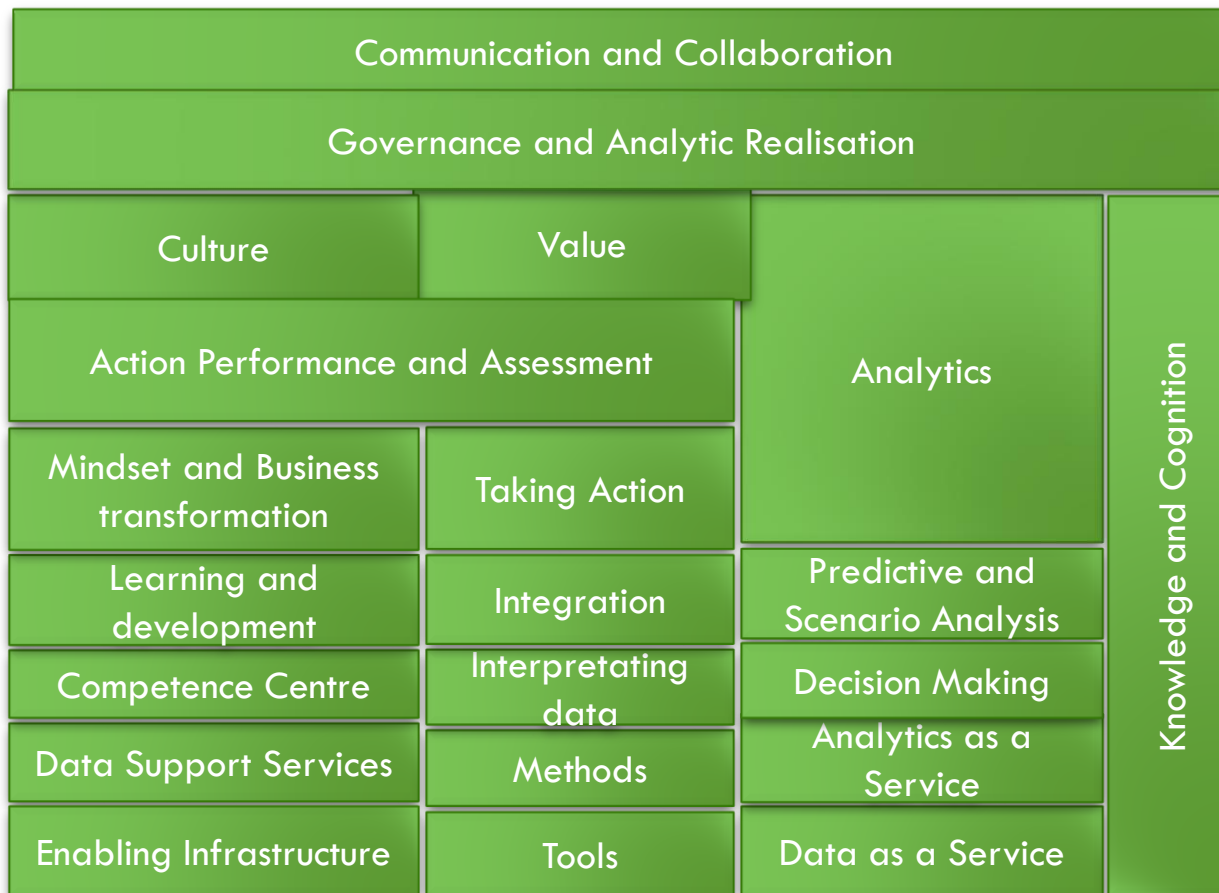 Communication and Collaboration
Governance and Analytic Realisation
Culture
Value
Action Performance and Assessment
Analytics
Knowledge and Cognition
Mindset and Business
transformation
Taking Action
Learning and
development
Integration
Predictive and
Scenario Analysis
Competence Centre
Interpretating
data
Decision Making
Data Support Services
Methods
Analytics as a
Service
Enabling Infrastructure
Tools
Data as a Service